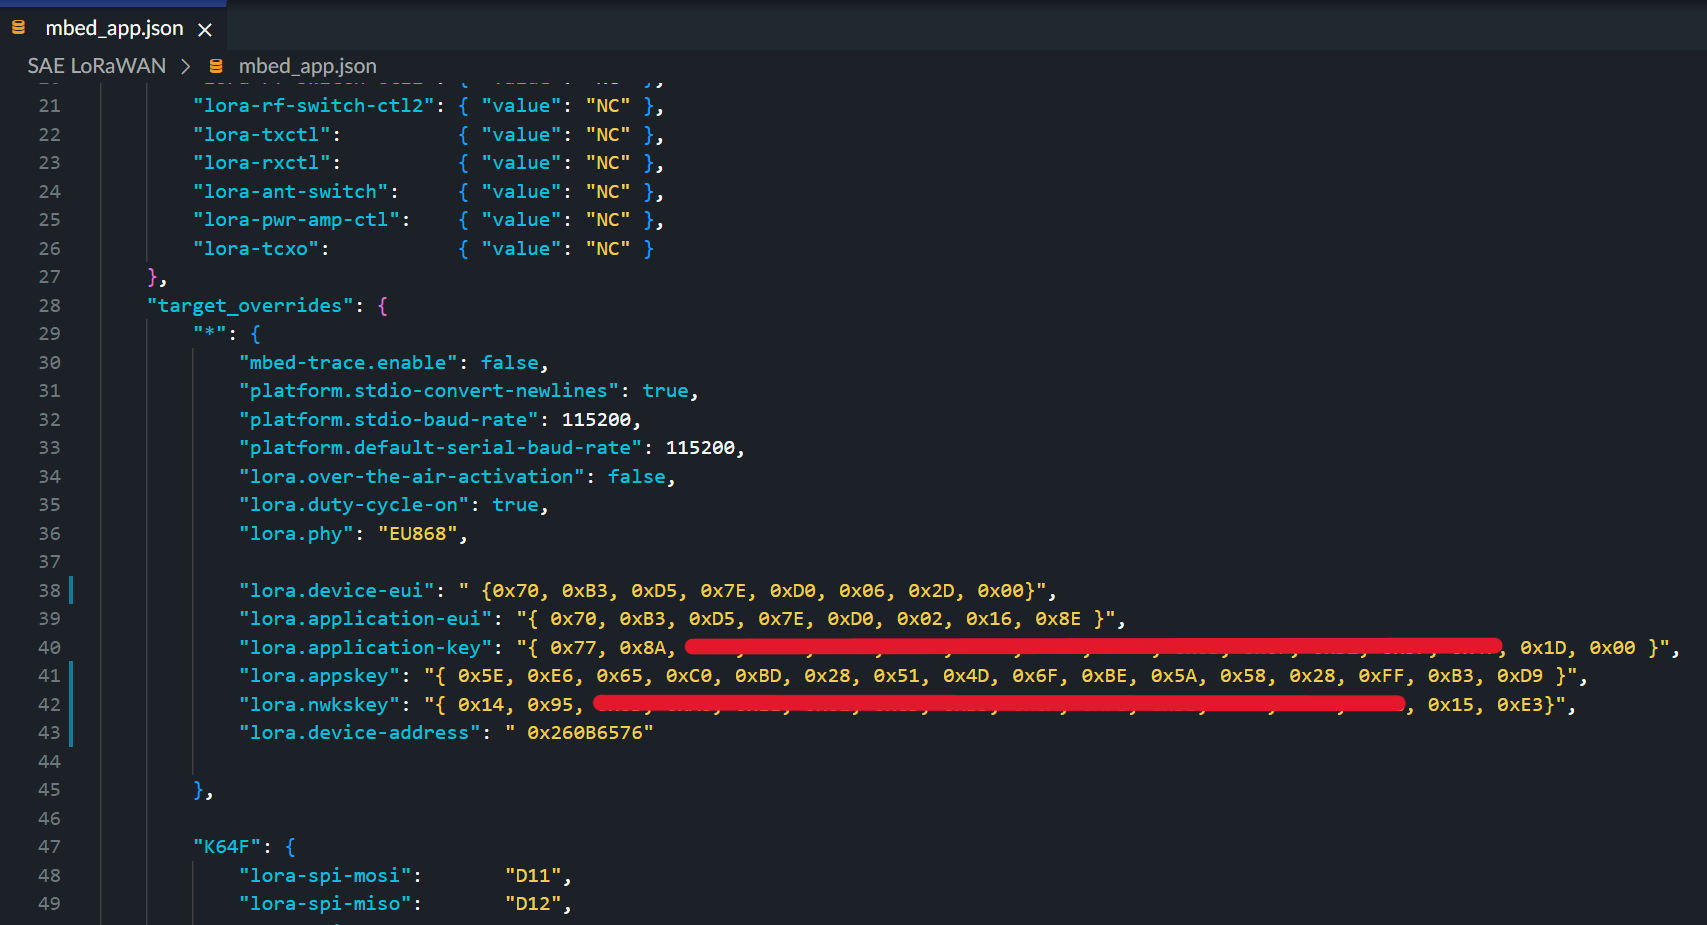 mbed_app.json
SAE LoRaWAN > mbed_app.json
21 "lora-rf-switch-ctl2": { "value": "NC" },
22 "lora-txctl": { "value": "NC" },
23 "lora-rxctl": { "value": "NC" },
24 "lora-ant-switch": { "value": "NC" },
25 "lora-pwr-amp-ctl": { "value": "NC" },
26 "lora-tcxo": { "value": "NC" }
27 },
28 "target_overrides": {
29 "*": {
30 "mbed-trace.enable": false,
31 "platform.stdio-convert-newlines": true,
32 "platform.stdio-baud-rate": 115200,
33 "platform.default-serial-baud-rate": 115200,
34 "lora.over-the-air-activation": false,
35 "lora.duty-cycle-on": true,
36 "lora.phy": "EU868",
37
38 "lora.device-eui": " {0x70, 0xB3, 0xD5, 0x7E, 0xD0, 0x06, 0x2D, 0x00}",
39 "lora.application-eui": "{ 0x70, 0xB3, 0xD5, 0x7E, 0xD0, 0x02, 0x16, 0x8E }",
40 "lora.application-key": "{ 0x77, 0x8A, , 0x1D, 0x00 }",
41 "lora.appskey": "{ 0x5E, 0xE6, 0x65, 0xC0, 0xBD, 0x28, 0x51, 0x4D, 0x6F, 0xBE, 0x5A, 0x58, 0x28, 0xFF, 0xB3, 0xD9 }",
42 "lora.nwkskey": "{ 0x14, 0x95, , 0x15, 0xE3}",
43 "lora.device-address": " 0x260B6576"
44
45 },
46
47 "K64F": {
48 "lora-spi-mosi": "D11",
49 "lora-spi-miso": "D12",